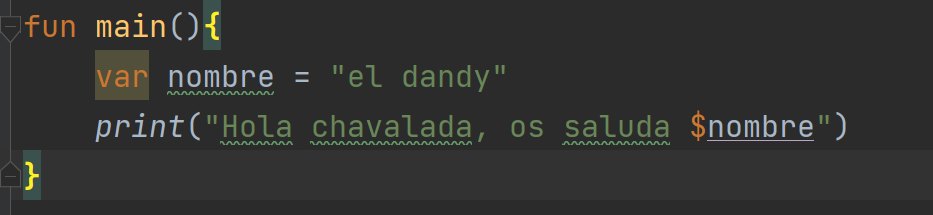 fun main(){
var nombre = "el dandy"
print("Hola chavalada, os saluda $nombre")
}